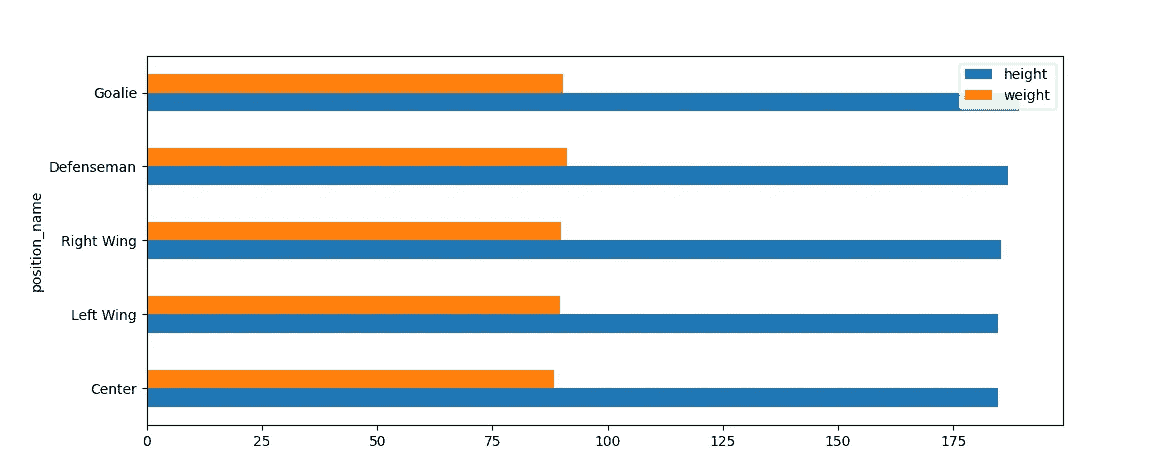 height
weight
Goalie
Defenseman
Right Wing
Left Wing
Center
position_name
0 25 50 75 100 125 150 175